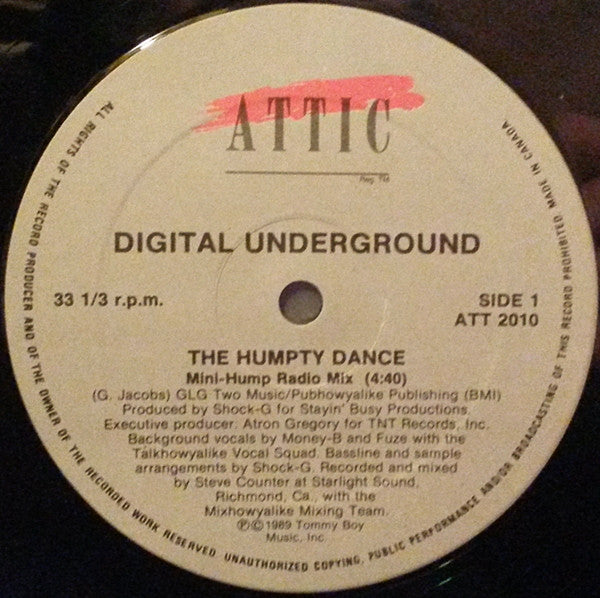 ATTIC
Reg. TM
DIGITAL UNDERGROUND
33 1/3 r.p.m.
SIDE 1
ATT 2010
THE HUMPTY DANCE
Mini-Hump Radio Mix (4:40)
(G. Jacobs) GLG Two Music/Pubhowyalike Publishing (BMI)
Produced by Shock-G for Stayin' Busy Productions.
Executive producer: Atron Gregory for TNT Records, Inc.
Background vocals by Money-B and Fuze with the
Talkhowyalike Vocal Squad. Bassline and sample
arrangements by Shock-G. Recorded and mixed
by Steve Counter at Starlight Sound,
Richmond, Ca., with the
Mixhowyalike Mixing Team.
Ⓟ©1989 Tommy Boy
Music, Inc.
ALL RIGHTS OF THE RECORD PRODUCER AND OF THE OWNER OF THE RECORDED WORK RESERVED. UNAUTHORIZED COPYING, PUBLIC PERFORMANCE AND/OR BROADCASTING OF THIS RECORD PROHIBITED MADE IN CANADA.